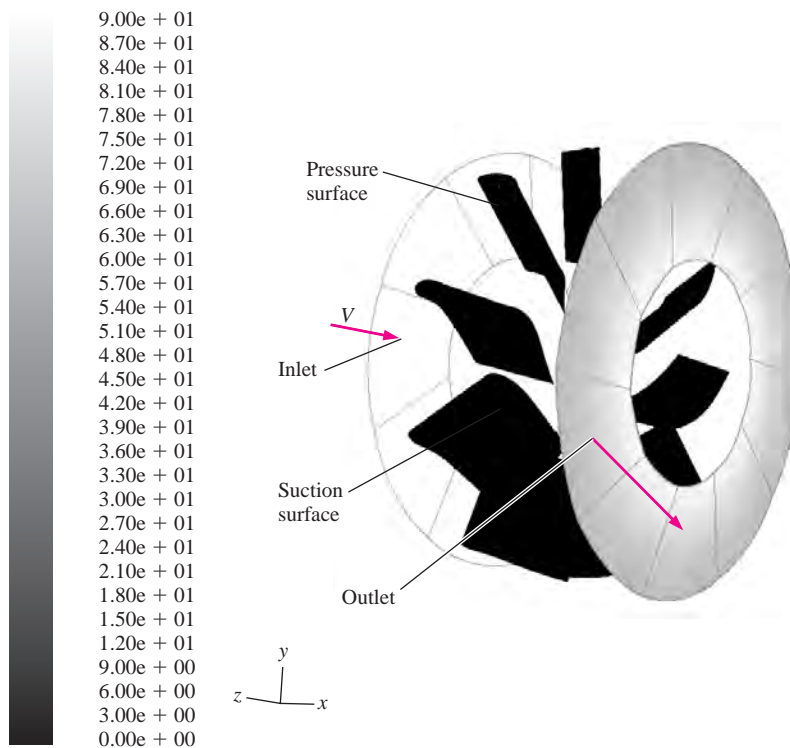 9.00e + 01
8.70e + 01
8.40e + 01
8.10e + 01
7.80e + 01
7.50e + 01
7.20e + 01
6.90e + 01
6.60e + 01
6.30e + 01
6.00e + 01
5.70e + 01
5.40e + 01
5.10e + 01
4.80e + 01
4.50e + 01
4.20e + 01
3.90e + 01
3.60e + 01
3.30e + 01
3.00e + 01
2.70e + 01
2.40e + 01
2.10e + 01
1.80e + 01
1.50e + 01
1.20e + 01
9.00e + 00
6.00e + 00
3.00e + 00
0.00e + 00
Pressure
surface
V
Inlet
Suction
surface
Outlet
y
z
x